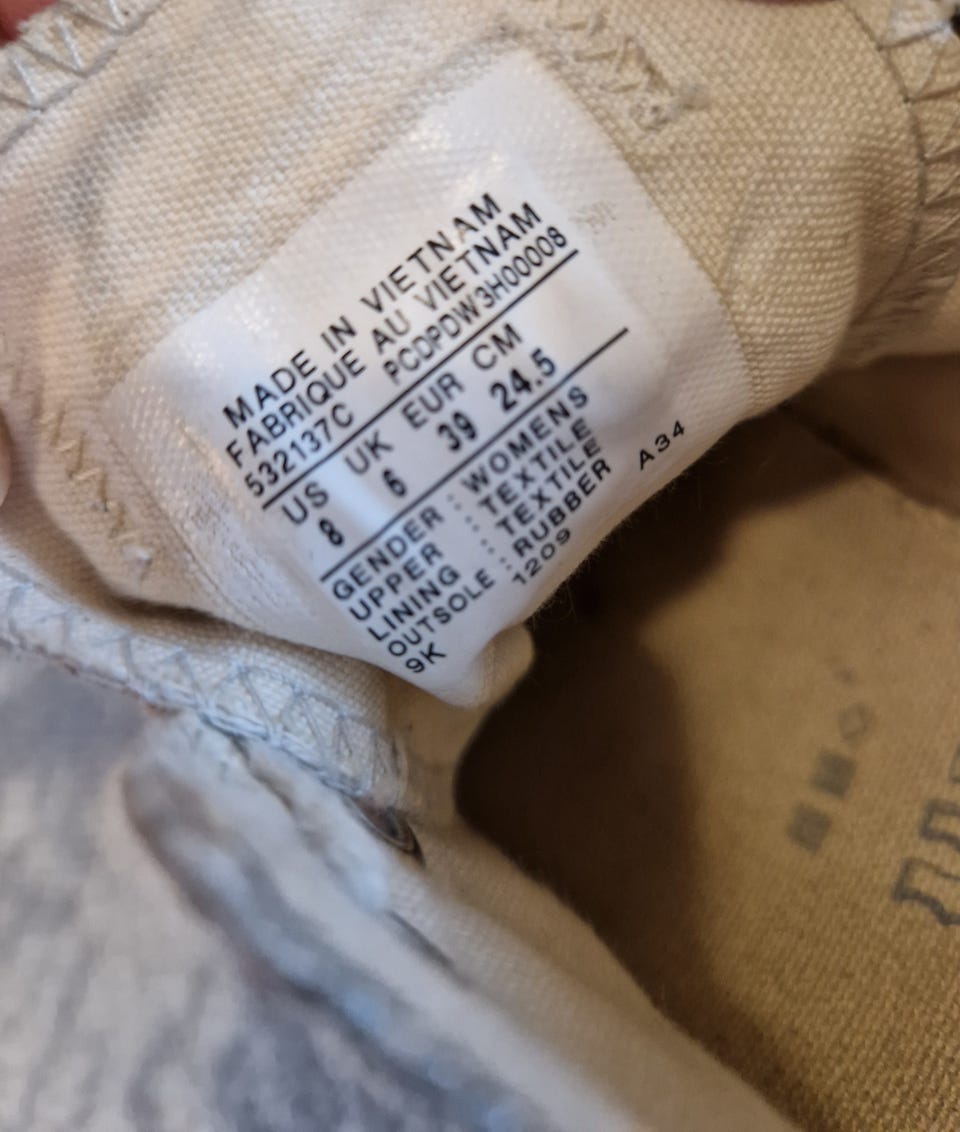 MADE IN VIETNAM
FABRIQUE AU VIETNAM
532137C PCDPDW3H00008
US UK EUR CM
8 6 39 24.5
GENDER : WOMENS
UPPER ... TEXTILE
LINING ... TEXTILE
OUTSOLE ... RUBBER A34
9K 1209